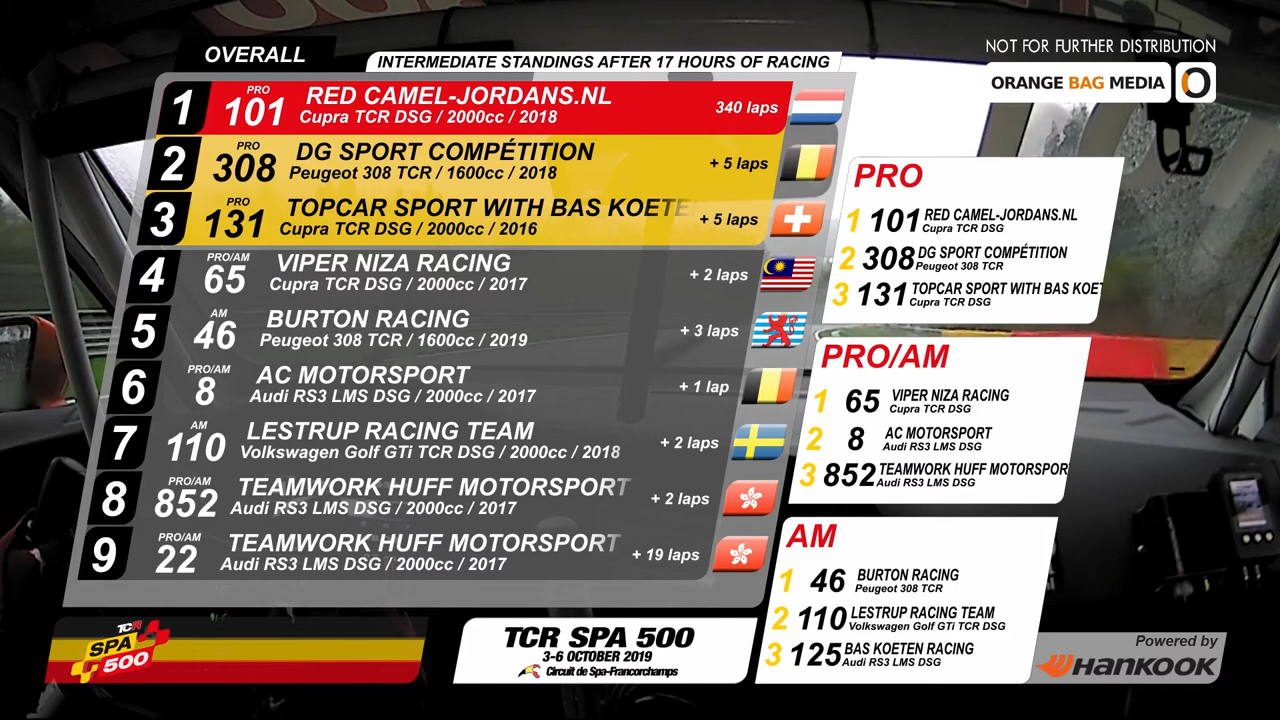 OVERALL
INTERMEDIATE STANDINGS AFTER 17 HOURS OF RACING
NOT FOR FURTHER DISTRIBUTION
ORANGE BAG MEDIA
1 PRO 101 RED CAMEL-JORDANS.NL 340 laps
Cupra TCR DSG / 2000cc / 2018
2 PRO 308 DG SPORT COMPÉTITION + 5 laps
Peugeot 308 TCR / 1600cc / 2018
3 PRO 131 TOPCAR SPORT WITH BAS KOETE + 5 laps
Cupra TCR DSG / 2000cc / 2016
4 PRO/AM 65 VIPER NIZA RACING + 2 laps
Cupra TCR DSG / 2000cc / 2017
5 AM 46 BURTON RACING + 3 laps
Peugeot 308 TCR / 1600cc / 2019
6 PRO/AM 8 AC MOTORSPORT + 1 lap
Audi RS3 LMS DSG / 2000cc / 2017
7 AM 110 LESTRUP RACING TEAM + 2 laps
Volkswagen Golf GTi TCR DSG / 2000cc / 2018
8 PRO/AM 852 TEAMWORK HUFF MOTORSPORT + 2 laps
Audi RS3 LMS DSG / 2000cc / 2017
9 PRO/AM 22 TEAMWORK HUFF MOTORSPORT + 19 laps
Audi RS3 LMS DSG / 2000cc / 2017
PRO
1 101 RED CAMEL-JORDANS.NL
Cupra TCR DSG
2 308 DG SPORT COMPÉTITION
Peugeot 308 TCR
3 131 TOPCAR SPORT WITH BAS KOET
Cupra TCR DSG
PRO/AM
1 65 VIPER NIZA RACING
Cupra TCR DSG
2 8 AC MOTORSPORT
Audi RS3 LMS DSG
3 852 TEAMWORK HUFF MOTORSPOR
Audi RS3 LMS DSG
AM
1 46 BURTON RACING
Peugeot 308 TCR
2 110 LESTRUP RACING TEAM
Volkswagen Golf GTi TCR DSG
3 125 BAS KOETEN RACING
Audi RS3 LMS DSG
TCR
SPA
500
TCR SPA 500
3-6 OCTOBER 2019
Circuit de Spa-Francorchamps
Powered by
HANKOOK